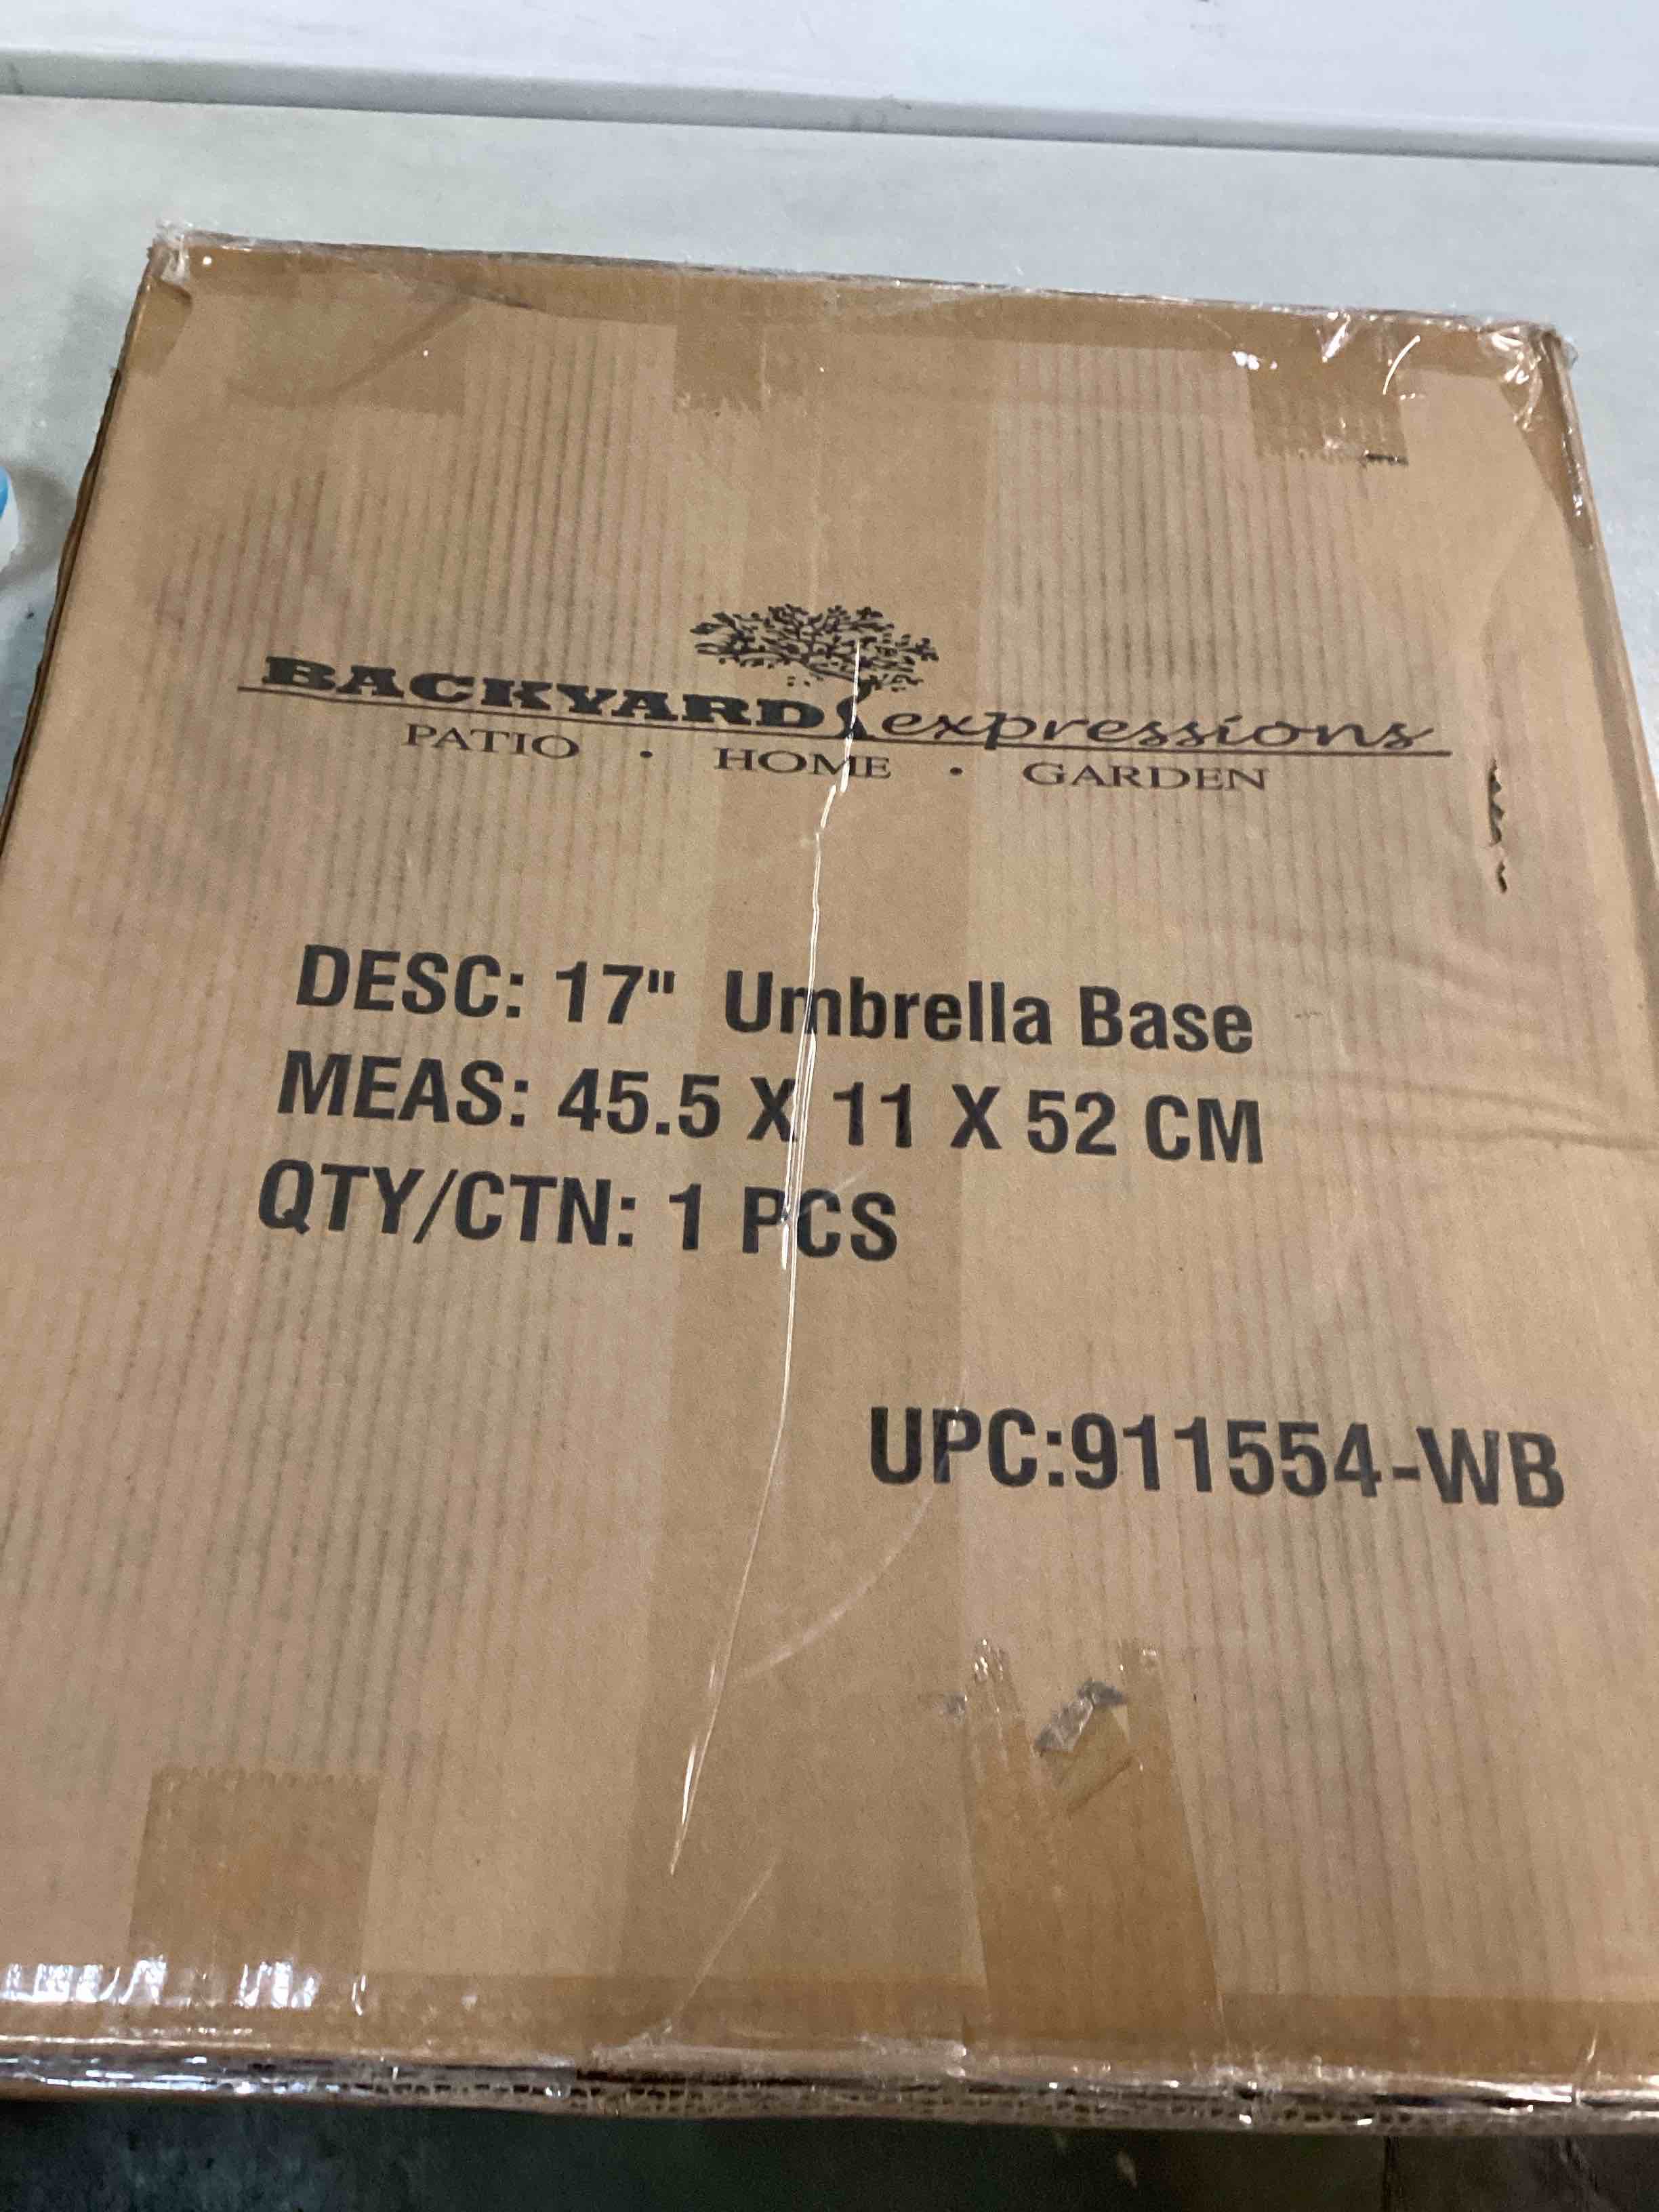 BACKYARD expressions
PATIO • HOME • GARDEN
DESC: 17" Umbrella Base
MEAS: 45.5 X 11 X 52 CM
QTY/CTN: 1 PCS
UPC:911554-WB